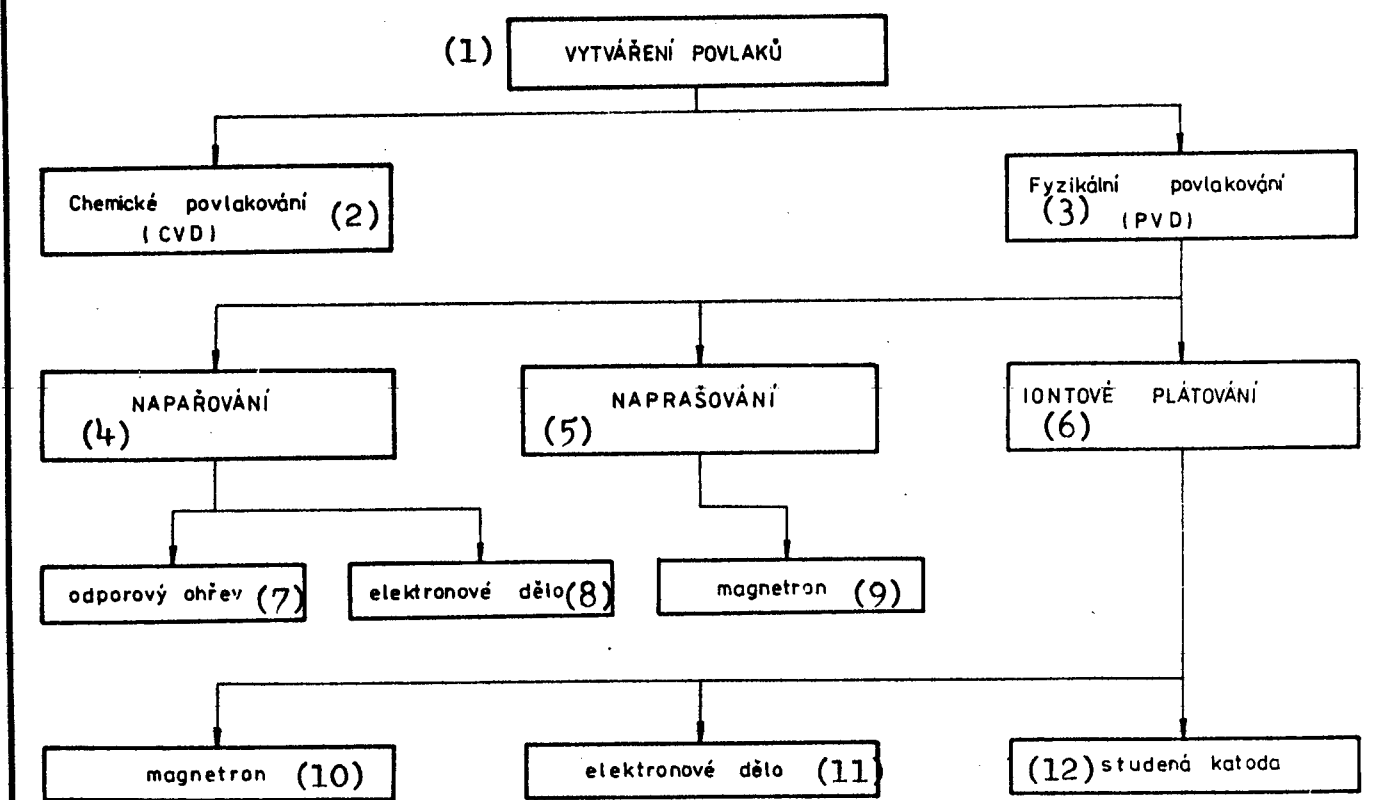 (1) VYTVÁŘENÍ POVLAKŮ
Chemické povlakování (2)
(CVD)
Fyzikální povlakování
(3) (PVD)
NAPAŘOVÁNÍ
(4)
NAPRAŠOVÁNÍ
(5)
IONTOVÉ PLÁTOVÁNÍ
(6)
odporový ohřev (7)
elektronové dělo (8)
magnetron (9)
magnetron (10)
elektronové dělo (11)
(12) studená katoda